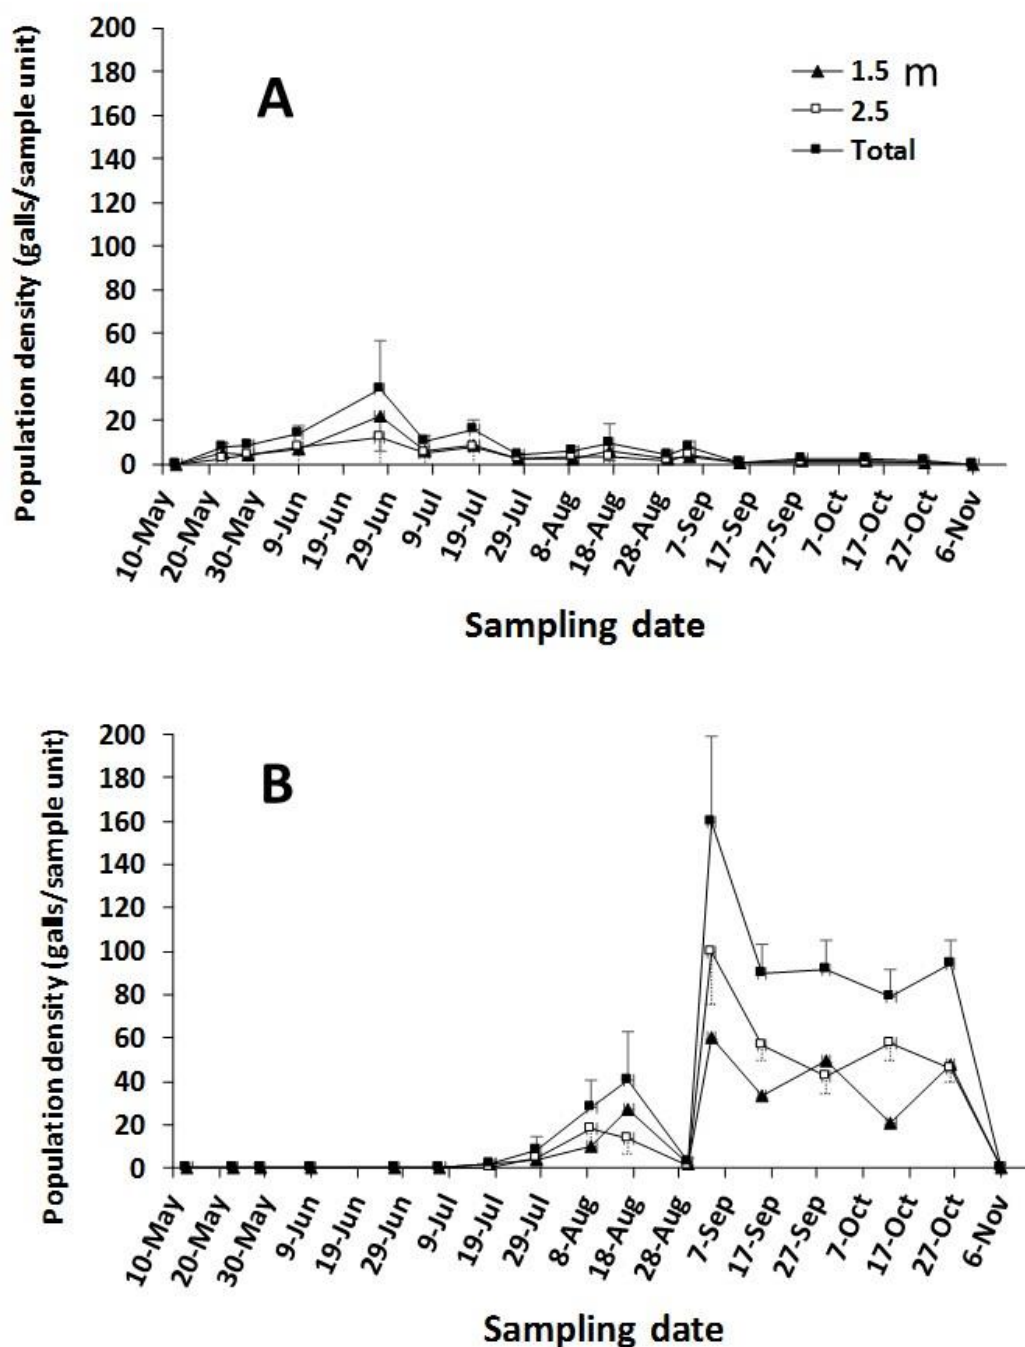 Population density (galls/sample unit)
200
180
160
140
120
100
80
60
40
20
0
A
1.5 m
2.5
Total
10-May 20-May 30-May 9-Jun 19-Jun 29-Jun 9-Jul 19-Jul 29-Jul 8-Aug 18-Aug 28-Aug 7-Sep 17-Sep 27-Sep 7-Oct 17-Oct 27-Oct 6-Nov
Sampling date
Population density (galls/sample unit)
200
180
160
140
120
100
80
60
40
20
0
B
10-May 20-May 30-May 9-Jun 19-Jun 29-Jun 9-Jul 19-Jul 29-Jul 8-Aug 18-Aug 28-Aug 7-Sep 17-Sep 27-Sep 7-Oct 17-Oct 27-Oct 6-Nov
Sampling date